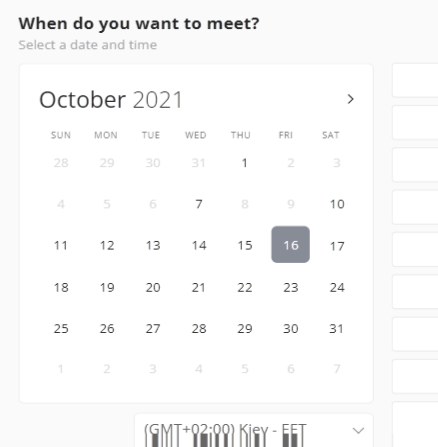 When do you want to meet?
Select a date and time
October 2021
SUN MON TUE WED THU FRI SAT
28 29 30 31 1 2 3
4 5 6 7 8 9 10
11 12 13 14 15 16 17
18 19 20 21 22 23 24
25 26 27 28 29 30 31
1 2 3 4 5 6 7
(GMT+02:00) Kiev - EET